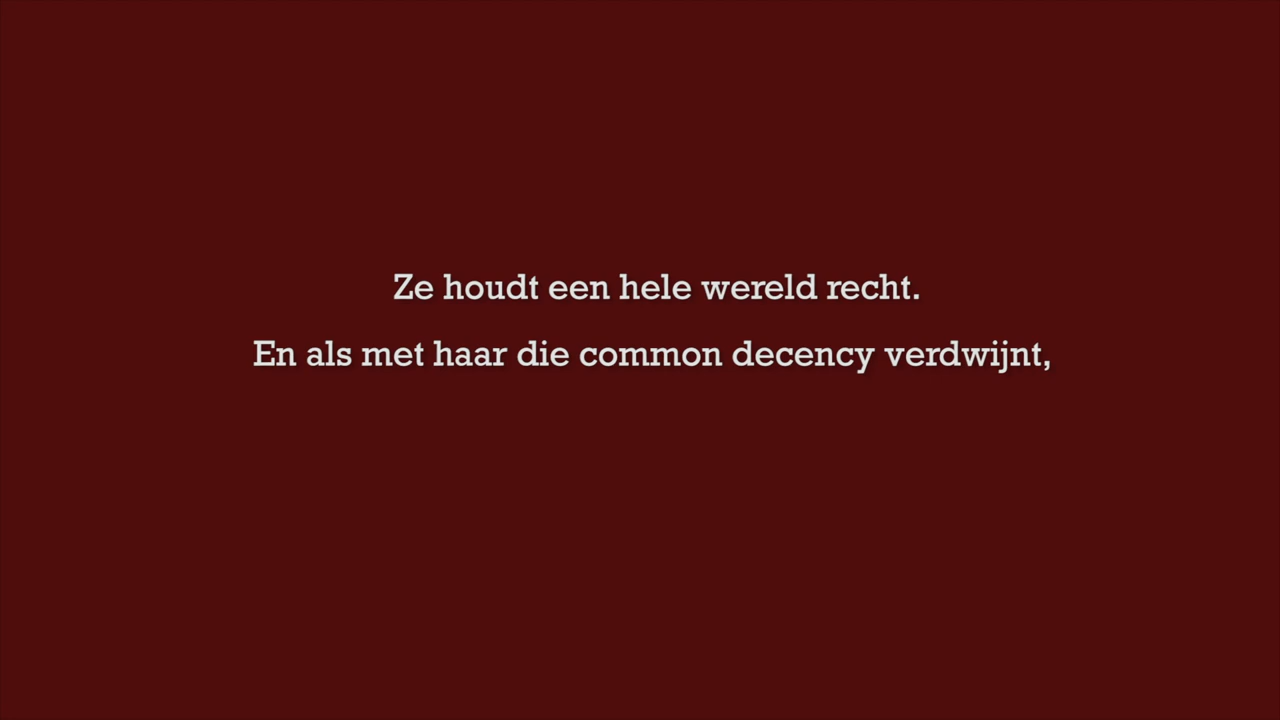 Ze houdt een hele wereld recht.
En als met haar die common decency verdwijnt,